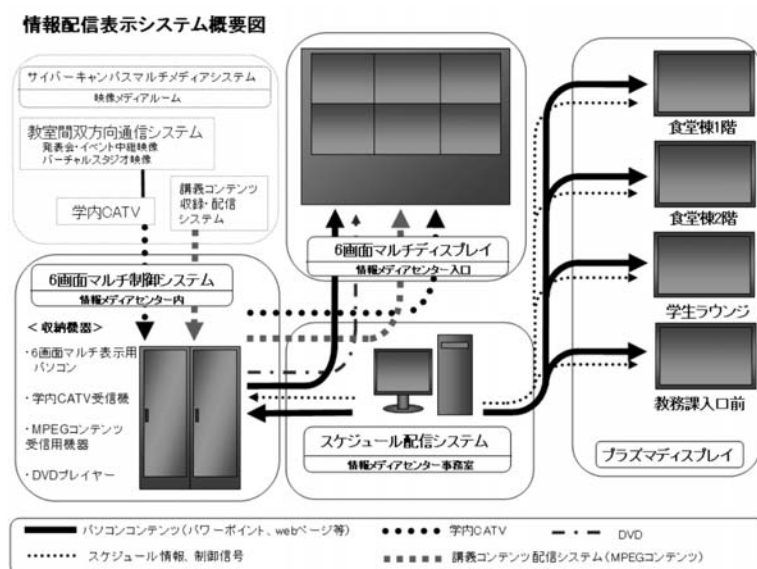 情報配信表示システム概要図
サイバーキャンパスマルチメディアシステム
映像メディアルーム
教室間双方向通信システム
発表会・イベント中継映像
バーチャルスタジオ映像
学内CATV
講義コンテンツ
収録・配信
システム
6画面マルチ制御システム
情報メディアセンター内
＜収納機器＞
・6画面マルチ表示用
パソコン
・学内CATV受信機
・MPEGコンテンツ
受信用機器
・DVDプレイヤー
6画面マルチディスプレイ
情報メディアセンター入口
スケジュール配信システム
情報メディアセンター事務室
食堂棟1階
食堂棟2階
学生ラウンジ
教務課入口前
プラズマディスプレイ
パソコンコンテンツ(パワーポイント、webページ等)
学内CATV
DVD
スケジュール情報、制御信号
講義コンテンツ配信システム(MPEGコンテンツ)